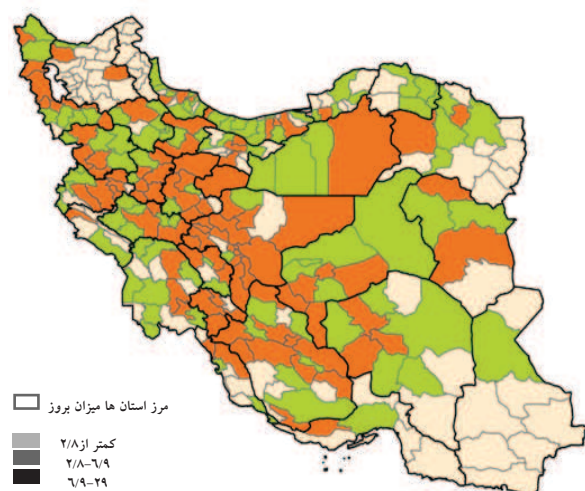 مرز استان ها میزان بروز
کمتر از۲/۸
۲/۸-۶/۹
۶/۹-۲۹